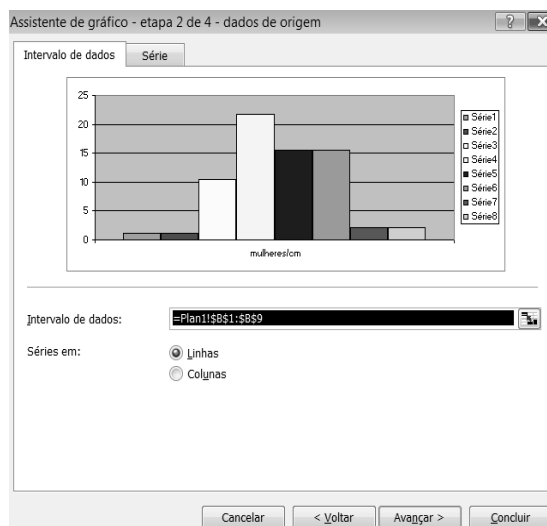 Assistente de gráfico - etapa 2 de 4 - dados de origem
Intervalo de dados
Série
25
20
15
10
5
0
mulheres/cm
Série1
Série2
Série3
Série4
Série5
Série6
Série7
Série8
Intervalo de dados:
=Plan1!$B$1:$B$9
Séries em:
Linhas
Colunas
Cancelar
< Voltar
Avançar >
Concluir